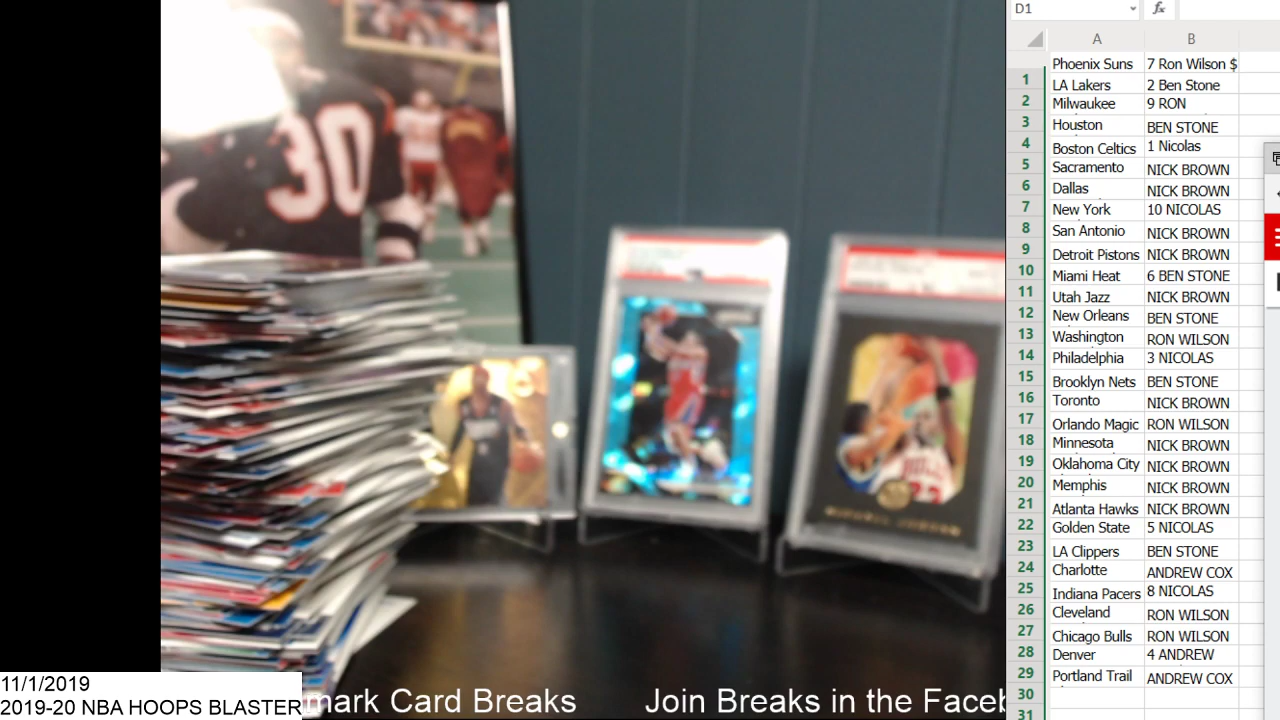 D1
fx
A B
Phoenix Suns 7 Ron Wilson $
1 LA Lakers 2 Ben Stone
2 Milwaukee 9 RON
3 Houston BEN STONE
4 Boston Celtics 1 Nicolas
5 Sacramento NICK BROWN
6 Dallas NICK BROWN
7 New York 10 NICOLAS
8 San Antonio NICK BROWN
9 Detroit Pistons NICK BROWN
10 Miami Heat 6 BEN STONE
11 Utah Jazz NICK BROWN
12 New Orleans BEN STONE
13 Washington RON WILSON
14 Philadelphia 3 NICOLAS
15 Brooklyn Nets BEN STONE
16 Toronto NICK BROWN
17 Orlando Magic RON WILSON
18 Minnesota NICK BROWN
19 Oklahoma City NICK BROWN
20 Memphis NICK BROWN
21 Atlanta Hawks NICK BROWN
22 Golden State 5 NICOLAS
23 LA Clippers BEN STONE
24 Charlotte ANDREW COX
25 Indiana Pacers 8 NICOLAS
26 Cleveland RON WILSON
27 Chicago Bulls RON WILSON
28 Denver 4 ANDREW
29 Portland Trail ANDREW COX
30
31
30
BULLS
23
MICHAEL JORDAN
11/1/2019
2019-20 NBA HOOPS BLASTER
mark Card Breaks Join Breaks in the Faceb